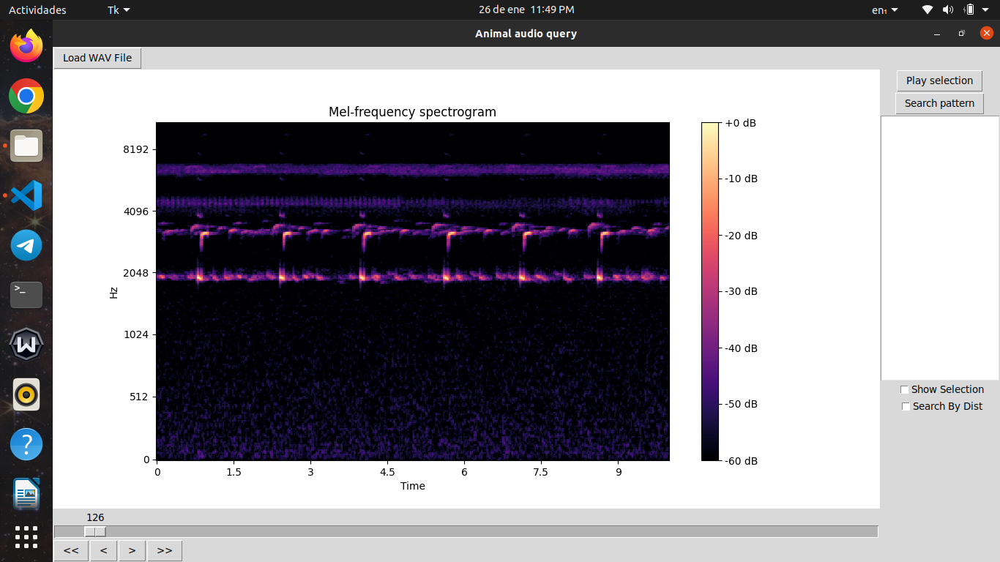 Actividades
Tk
26 de ene 11:49 PM
en₁
Animal audio query
Load WAV File
Play selection
Search pattern
Mel-frequency spectrogram
8192
4096
2048
1024
512
0
Hz
0 1.5 3 4.5 6 7.5 9
Time
+0 dB
-10 dB
-20 dB
-30 dB
-40 dB
-50 dB
-60 dB
Show Selection
Search By Dist
126
<< < > >>
>_
W
?